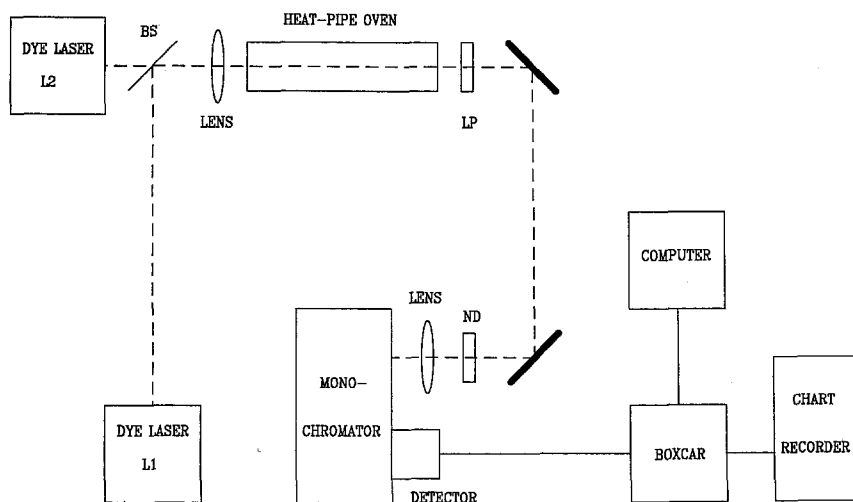 HEAT-PIPE OVEN
BS
DYE LASER
L2
LENS
LP
COMPUTER
LENS
ND
MONO-
CHROMATOR
CHART
RECORDER
DYE LASER
L1
BOXCAR
DETECTOR